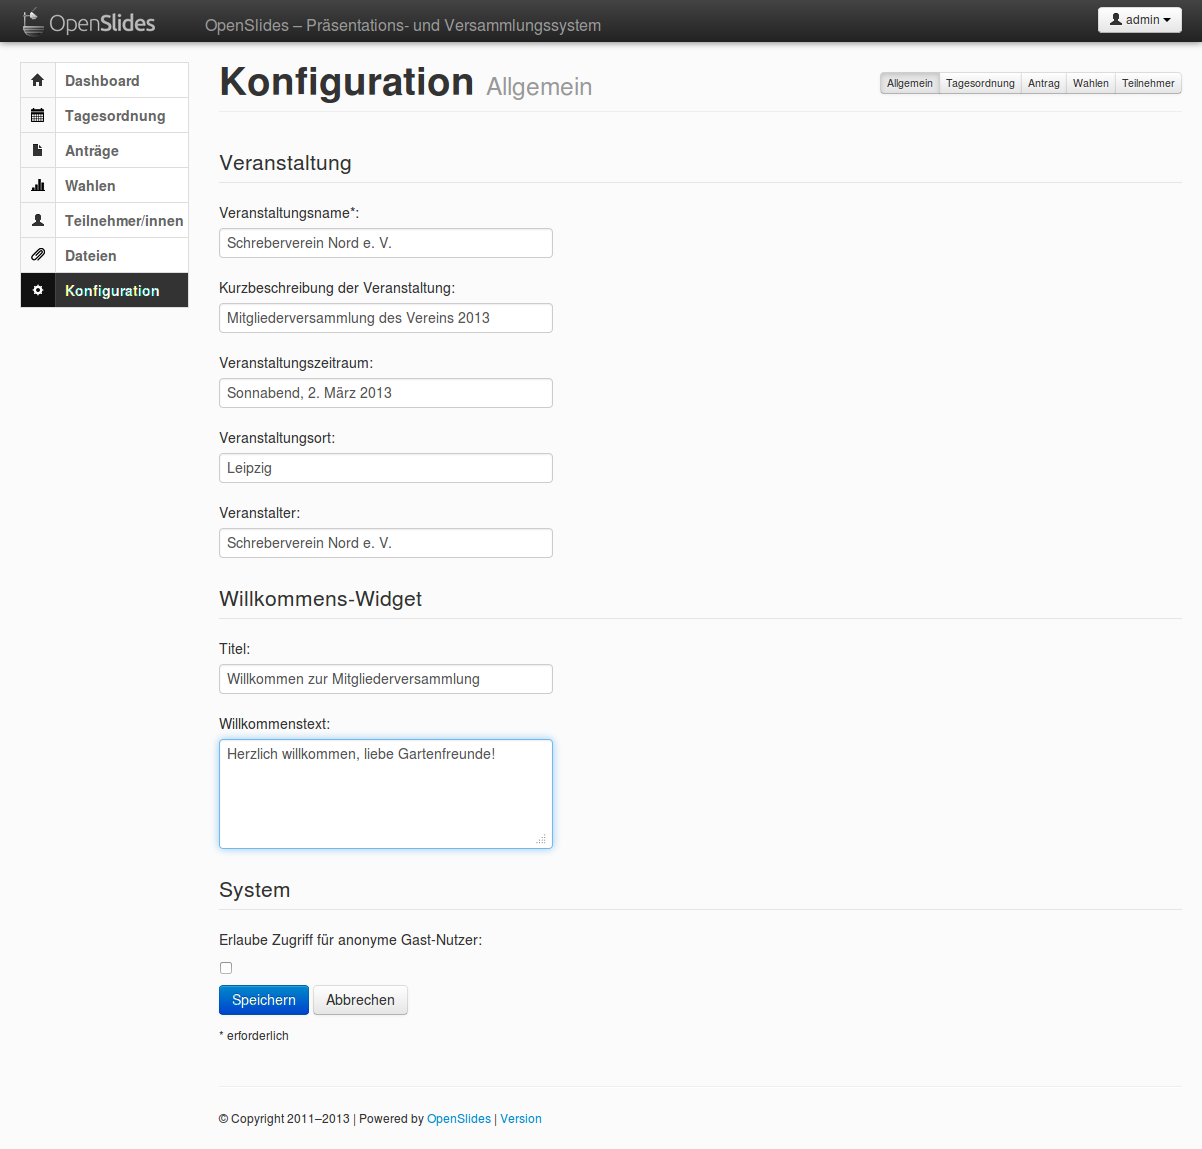 OpenSlides
OpenSlides – Präsentations- und Versammlungssystem
admin
Dashboard
Tagesordnung
Anträge
Wahlen
Teilnehmer/innen
Dateien
Konfiguration
Konfiguration Allgemein
Allgemein Tagesordnung Antrag Wahlen Teilnehmer
Veranstaltung
Veranstaltungsname*:
Schreberverein Nord e. V.
Kurzbeschreibung der Veranstaltung:
Mitgliederversammlung des Vereins 2013
Veranstaltungszeitraum:
Sonnabend, 2. März 2013
Veranstaltungsort:
Leipzig
Veranstalter:
Schreberverein Nord e. V.
Willkommens-Widget
Titel:
Willkommen zur Mitgliederversammlung
Willkommenstext:
Herzlich willkommen, liebe Gartenfreunde!
System
Erlaube Zugriff für anonyme Gast-Nutzer:
Speichern Abbrechen
* erforderlich
© Copyright 2011–2013 | Powered by OpenSlides | Version